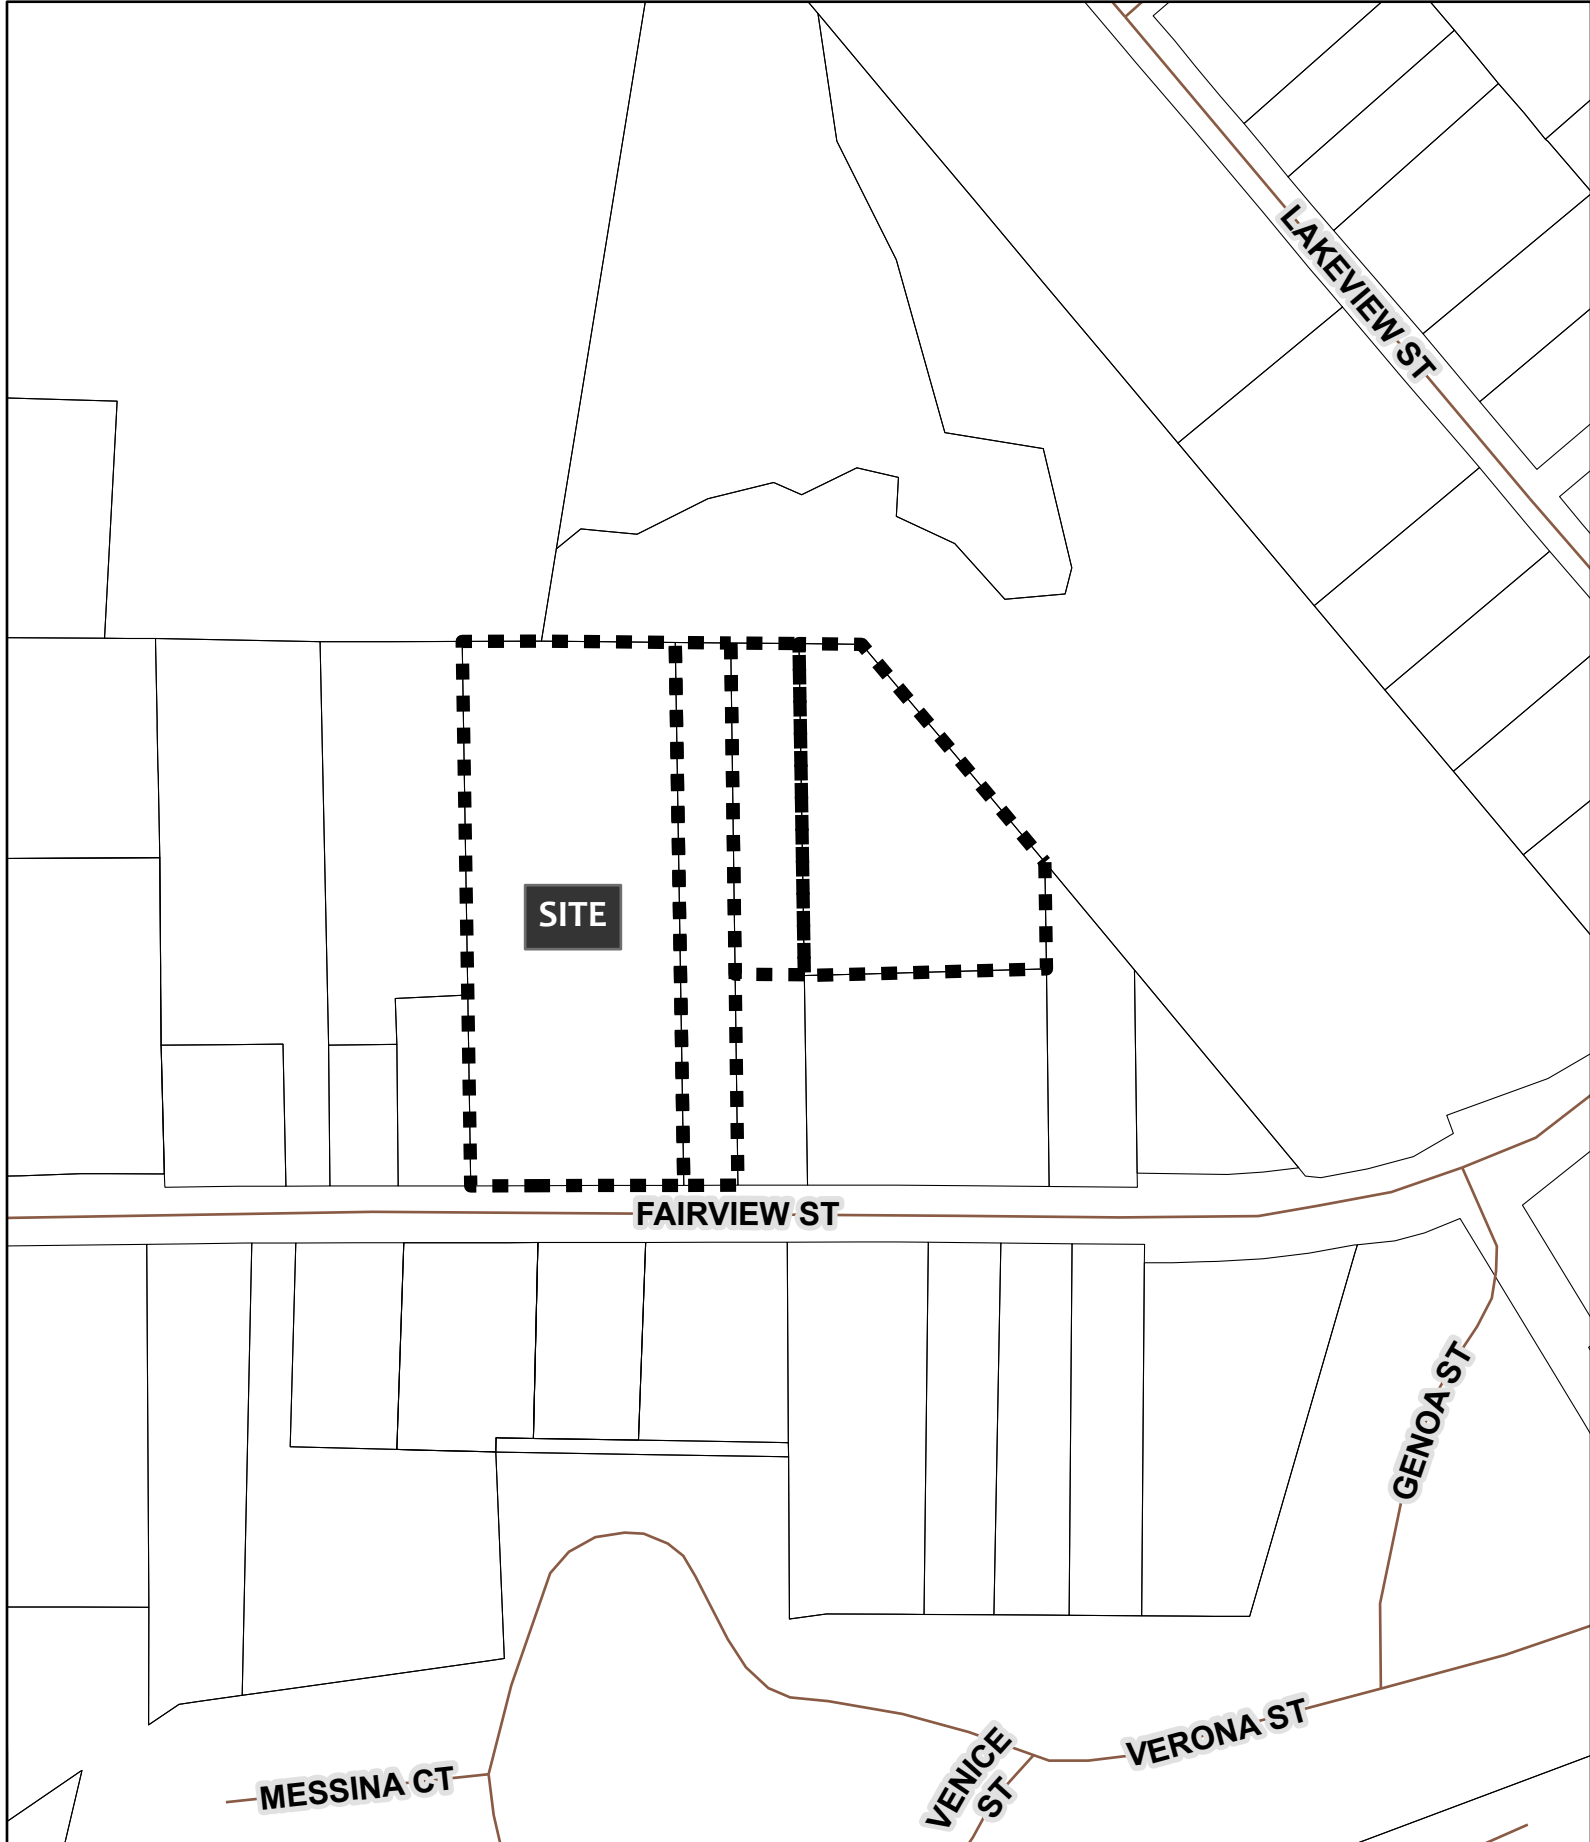 LAKEVIEW ST
SITE
FAIRVIEW ST
GENOA ST
VERONA ST
VENICE
ST
MESSINA CT